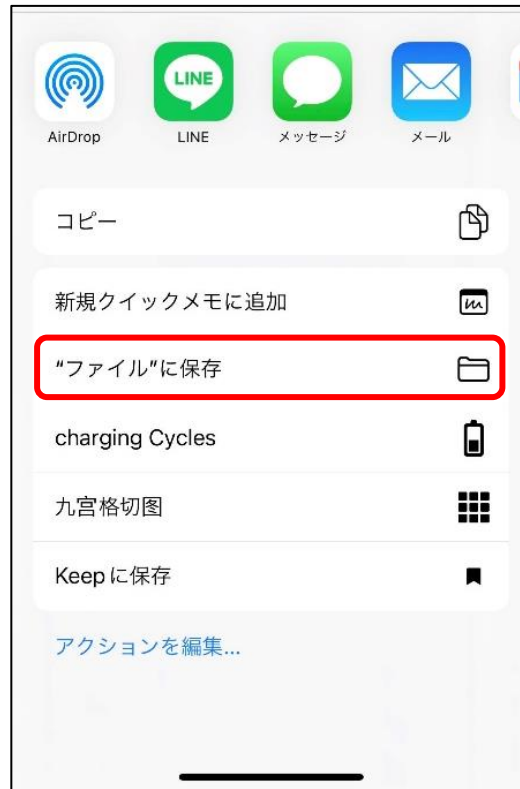 LINE
AirDrop
LINE
メッセージ
メール
コピー
新規クイックメモに追加
“ファイル”に保存
charging Cycles
九宫格切图
Keepに保存
アクションを編集...